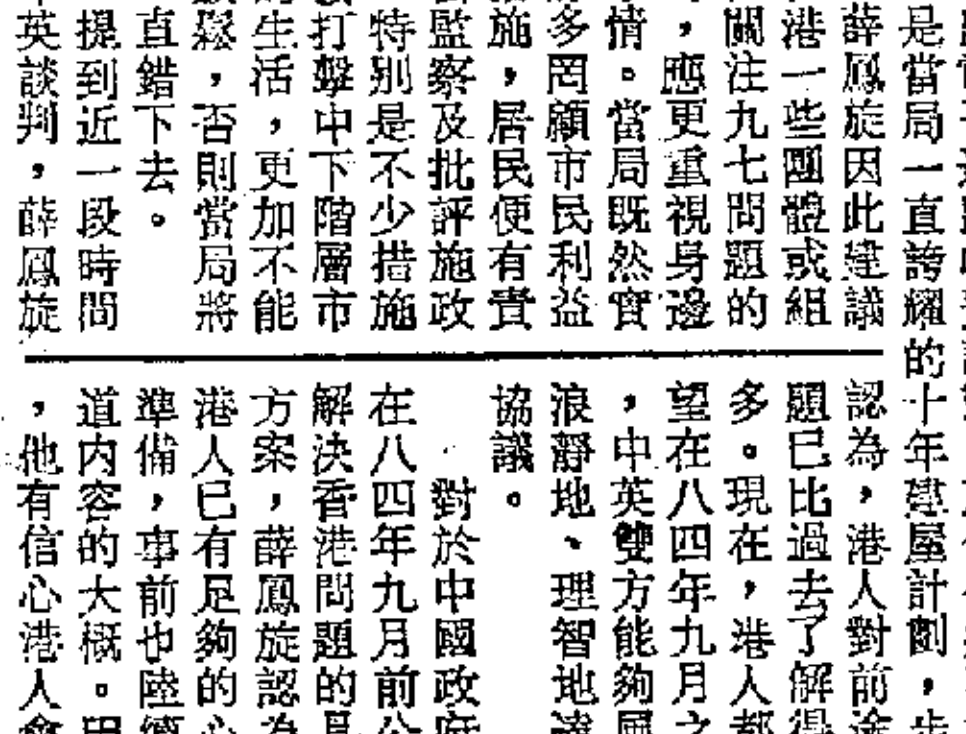 是當局一直誇耀的十年建屋計劃，步
薛鳳旋因此建議
港一些團體或組
關注九七問題的
，應更重視身邊
情。當局既然實
多罔顧市民利益
施，居民便有責
監察及批評施政
特別是不少措施
打擊中下階層市
生活，更加不能
鬆，否則當局將
直錯下去。
提到近一段時間
英談判，薛鳳旋
認為，港人對前途
題已比過去了解得
多。現在，港人都
望在八四年九月之
，中英雙方能夠風
浪靜地、理智地
協議。
對於中國政府
在八四年九月前公
解決香港問題的
方案，薛鳳旋認為
港人已有足夠的心
準備，事前也陸續
道內容的大概。
，他有信心港人會